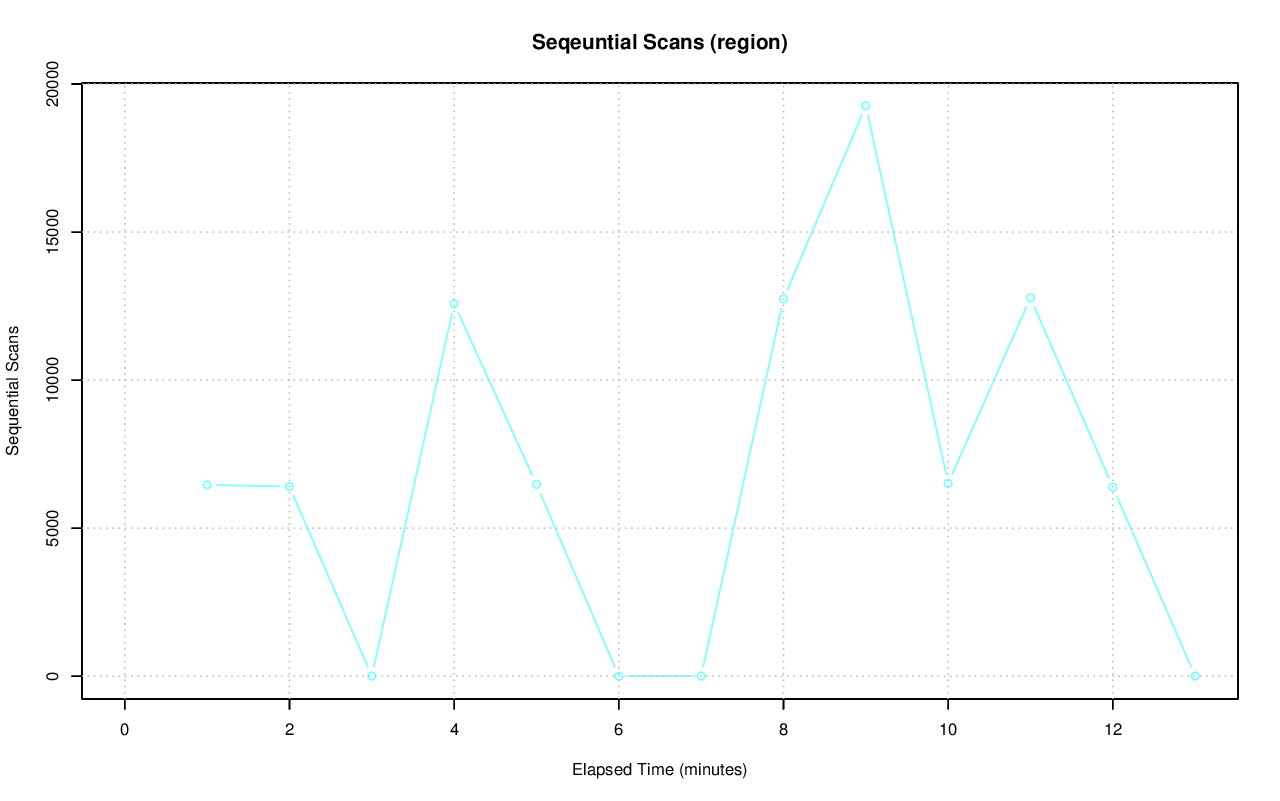 Seqeuntial Scans (region)
Sequential Scans
20000
15000
10000
5000
0
0 2 4 6 8 10 12
Elapsed Time (minutes)